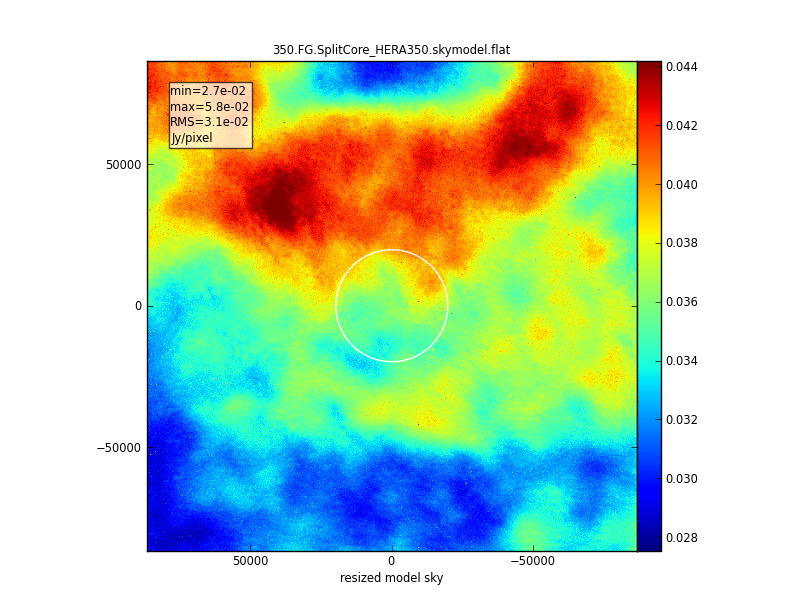 350.FG.SplitCore_HERA350.skymodel.flat
min=2.7e-02
max=5.8e-02
RMS=3.1e-02
Jy/pixel
50000
0
−50000
50000
0
−50000
resized model sky
0.044
0.042
0.040
0.038
0.036
0.034
0.032
0.030
0.028